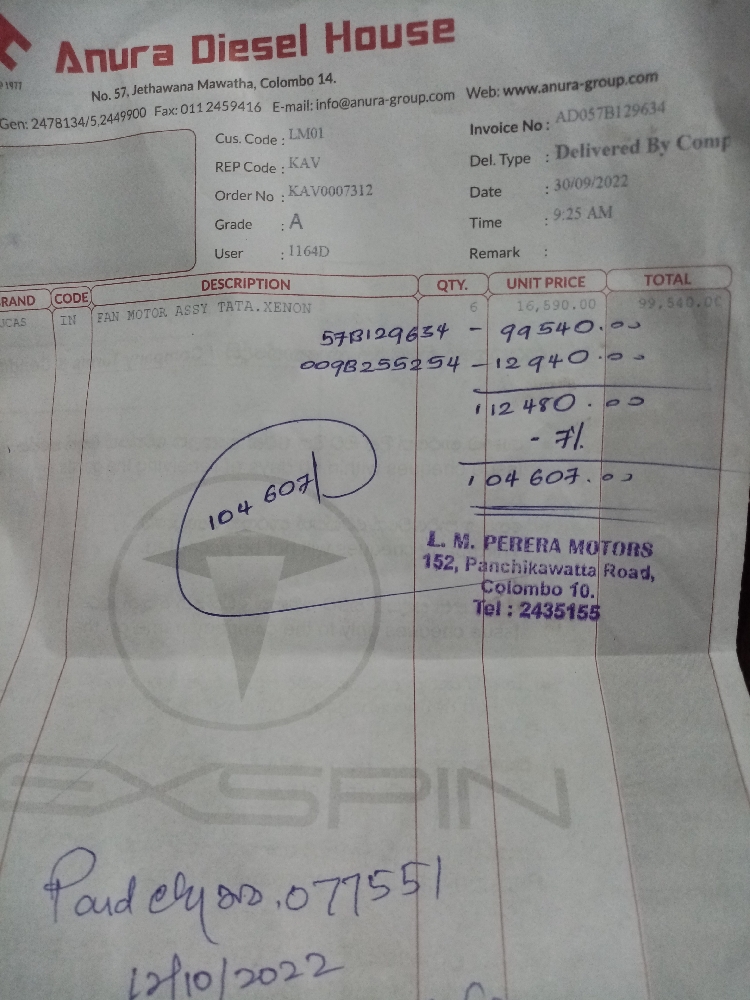 Anura Diesel House
1977
No. 57, Jethawana Mawatha, Colombo 14.
Gen: 2478134/5,2449900 Fax: 011 2459416 E-mail: info@anura-group.com Web: www.anura-group.com
Cus. Code : LM01
REP Code : KAV
Order No : KAV0007312
Grade : A
User : I164D
Invoice No : AD057B129634
Del. Type : Delivered By Comp
Date : 30/09/2022
Time : 9:25 AM
Remark :
RAND CODE DESCRIPTION QTY. UNIT PRICE TOTAL
UCAS IN FAN MOTOR ASSY TATA.XENON 6 16,590.00 99,540.00
57B129634 - 99540.00
009B255254 - 12940.00
112480.00
- 7%
104607.00
104607
L. M. PERERA MOTORS
152, Panchikawatta Road,
Colombo 10.
Tel : 2435155
EXSPIN
077551
12/10/2022